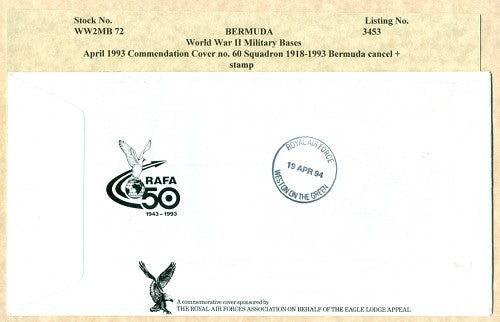 Stock No. Listing No.
WW2MB 72 BERMUDA 3453
World War II Military Bases
April 1993 Commendation Cover no. 60 Squadron 1918-1993 Bermuda cancel +
stamp
RAFA
50
1943-1993
ROYAL AIR FORCE
19 APR 94
WESTON ON THE GREEN
A commemorative cover sponsored by
THE ROYAL AIR FORCES ASSOCIATION ON BEHALF OF THE EAGLE LODGE APPEAL